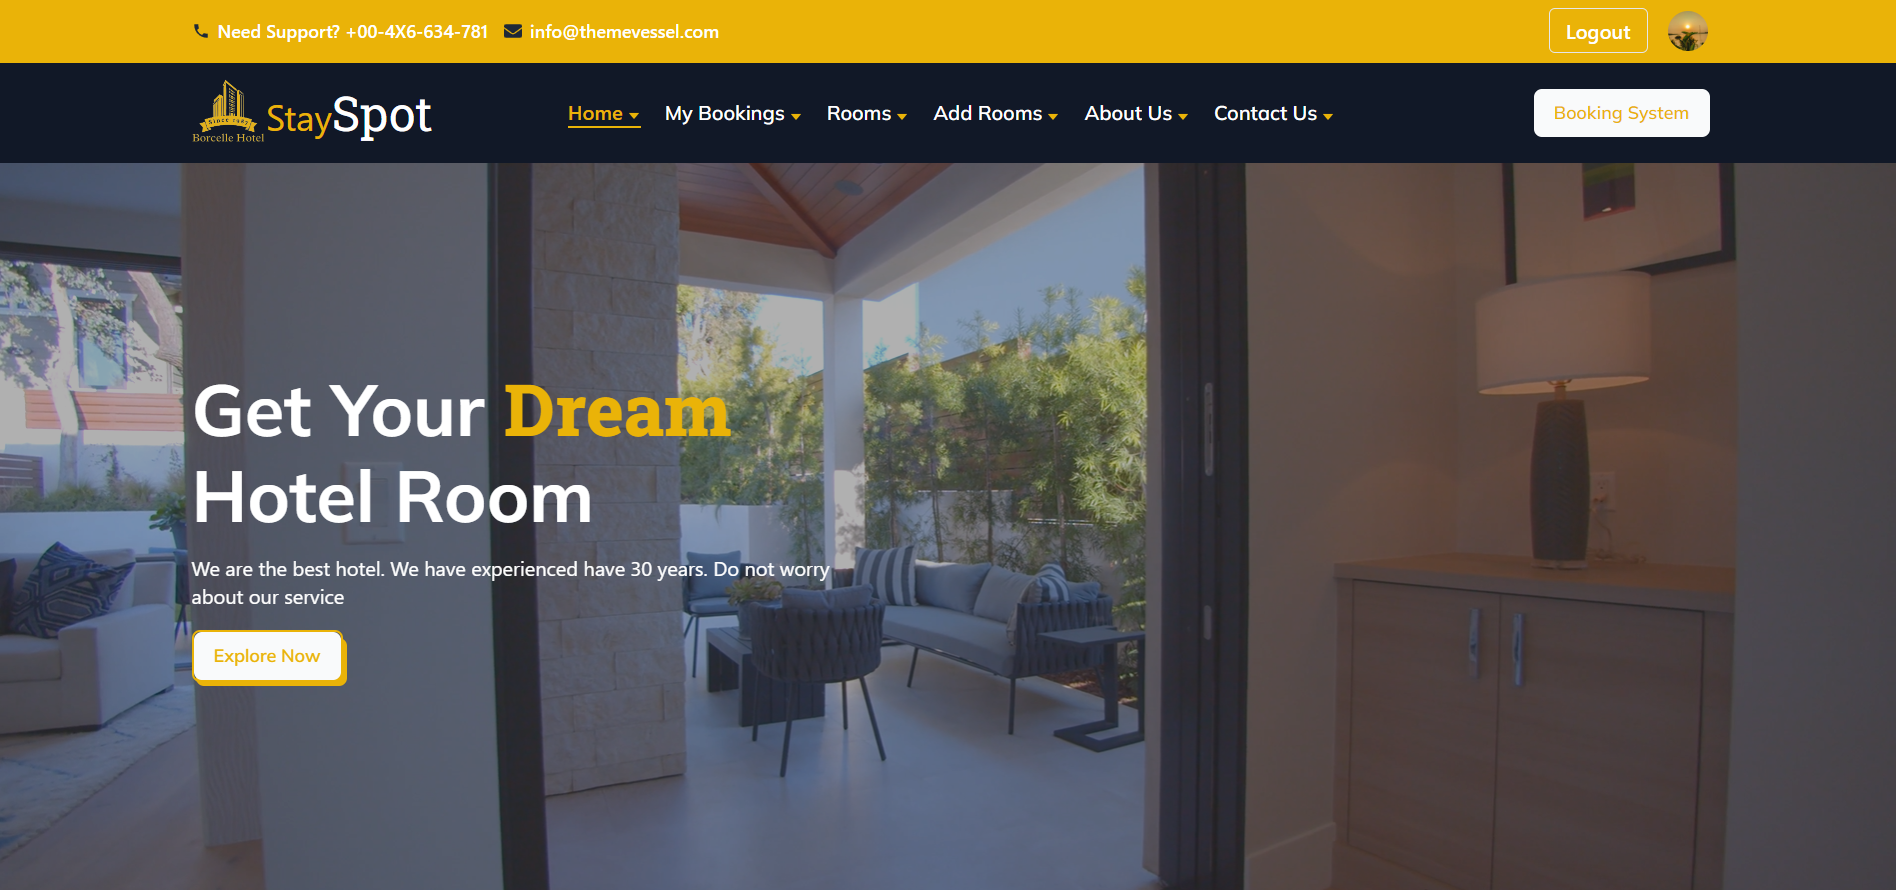 Need Support? +00-4X6-634-781 info@themevessel.com
Logout
SINCE 1987
Borcelle Hotel
StaySpot
Home My Bookings Rooms Add Rooms About Us Contact Us
Booking System
Get Your Dream
Hotel Room
We are the best hotel. We have experienced have 30 years. Do not worry
about our service
Explore Now